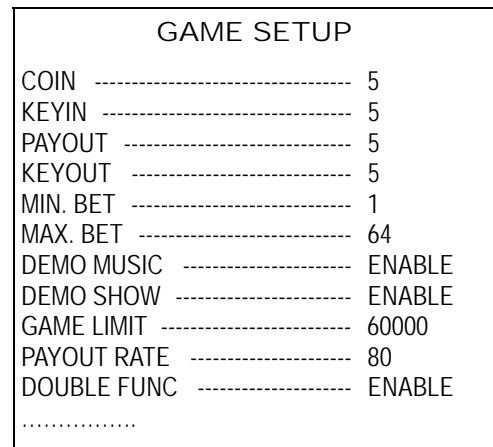 GAME SETUP
COIN ----------------------------------- 5
KEYIN ---------------------------------- 5
PAYOUT ------------------------------ 5
KEYOUT ------------------------------ 5
MIN. BET ------------------------------ 1
MAX. BET ----------------------------- 64
DEMO MUSIC ----------------------- ENABLE
DEMO SHOW ------------------------ ENABLE
GAME LIMIT -------------------------- 60000
PAYOUT RATE ---------------------- 80
DOUBLE FUNC --------------------- ENABLE
................